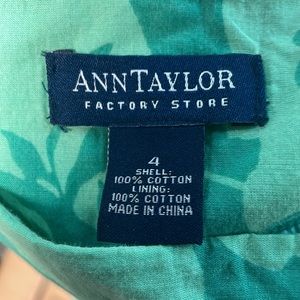 ANNTAYLOR
FACTORY STORE
4
SHELL:
100% COTTON
LINING:
100% COTTON
MADE IN CHINA